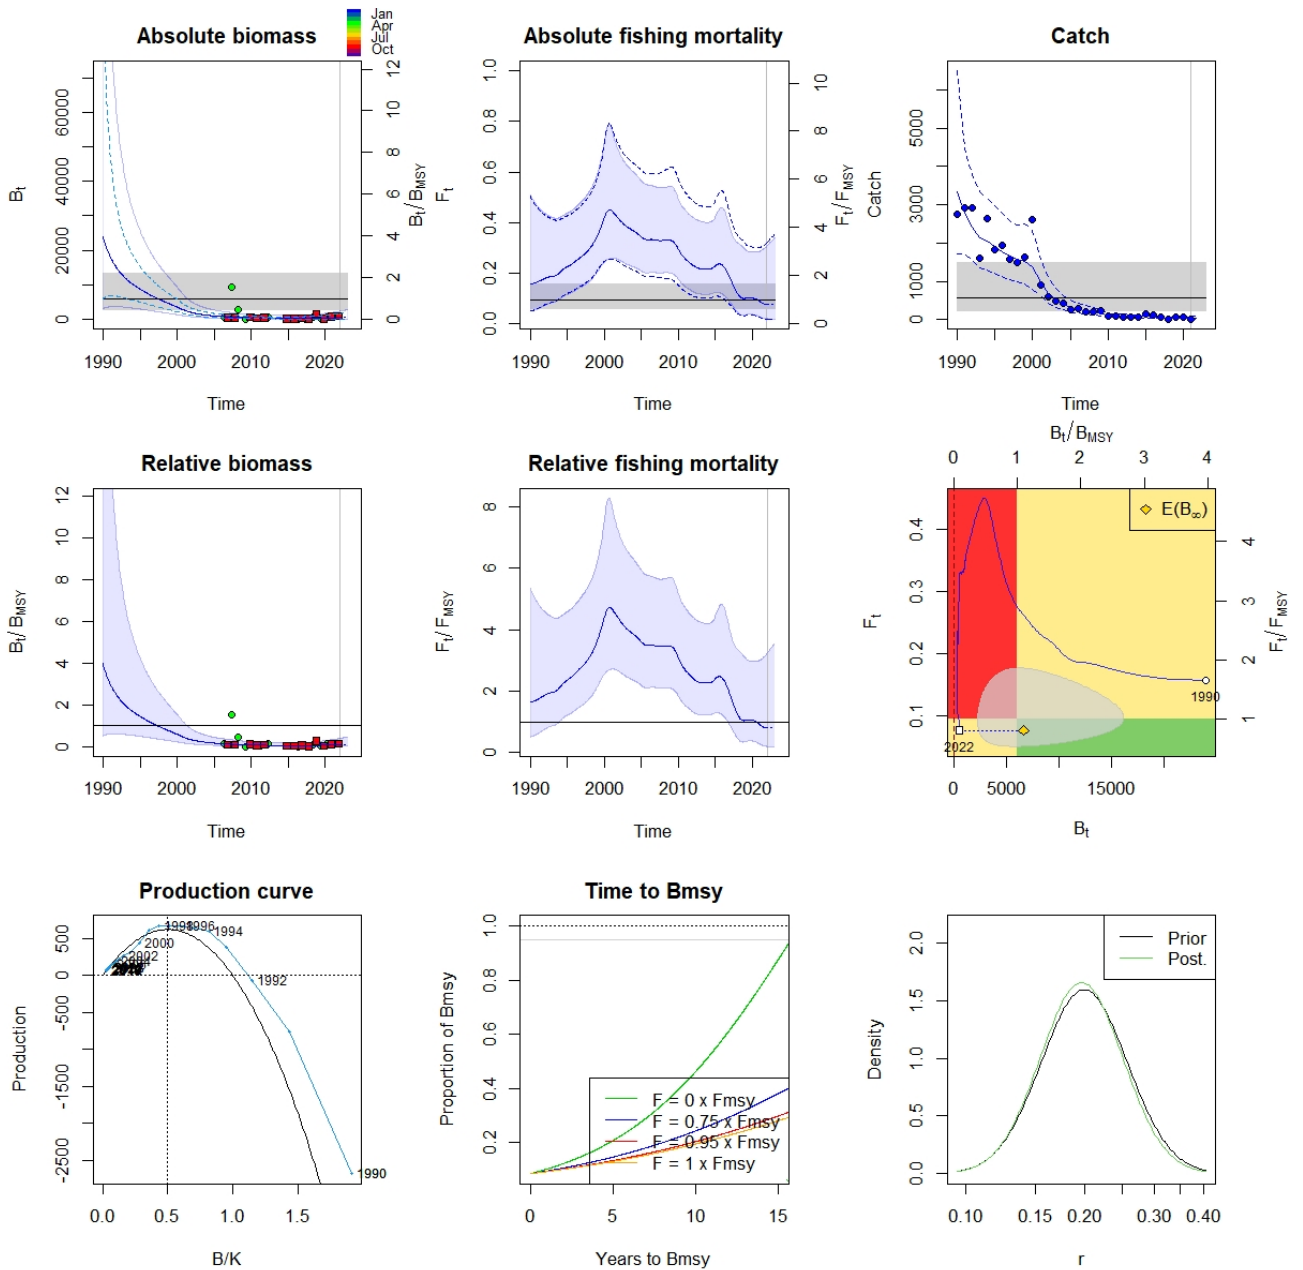 Absolute biomass
Jan
Apr
Jul
Oct
Bt
0 20000 40000 60000
0 2 4 6 8 10 12
Bt/BMSY
1990 2000 2010 2020
Time
Absolute fishing mortality
Ft
0.0 0.2 0.4 0.6 0.8 1.0
0 2 4 6 8 10
Ft/FMSY
1990 2000 2010 2020
Time
Catch
Catch
0 1000 3000 5000
1990 2000 2010 2020
Time
Relative biomass
Bt/BMSY
0 2 4 6 8 10 12
1990 2000 2010 2020
Time
Relative fishing mortality
Ft/FMSY
0 2 4 6 8
1990 2000 2010 2020
Time
Bt/BMSY
0 1 2 3 4
E(B∞)
Ft
0.1 0.2 0.3 0.4
1 2 3 4
Ft/FMSY
1990
2022
0 5000 15000
Bt
Production curve
Production
-2500 -1500 -500 0 500
1998
1996
1994
2000
2002
1992
1990
0.0 0.5 1.0 1.5
B/K
Time to Bmsy
Proportion of Bmsy
0.2 0.4 0.6 0.8 1.0
F = 0 x Fmsy
F = 0.75 x Fmsy
F = 0.95 x Fmsy
F = 1 x Fmsy
0 5 10 15
Years to Bmsy
Prior
Post.
Density
0.0 0.5 1.0 1.5 2.0
0.10 0.15 0.20 0.30 0.40
r